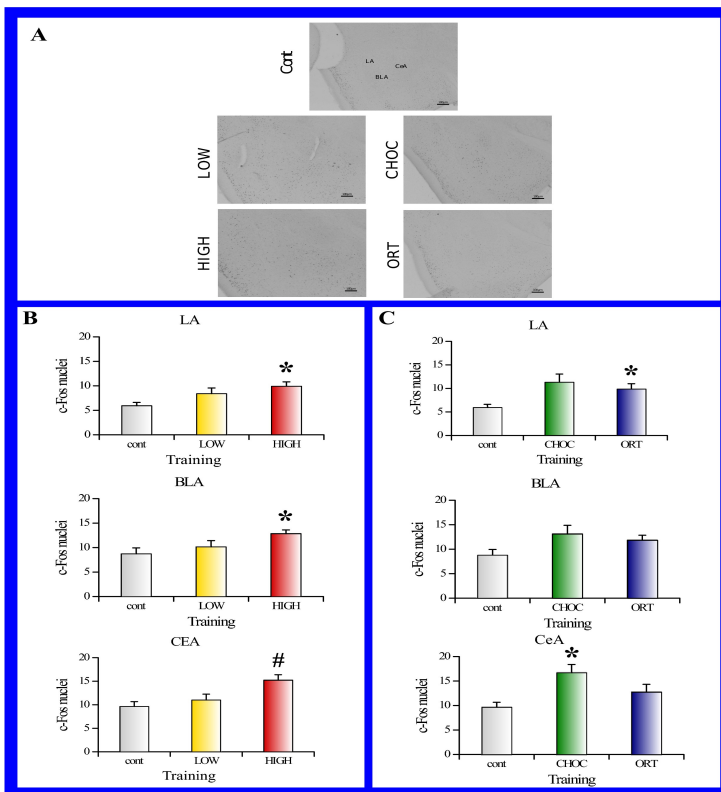 A
Cont
LA
CeA
BLA
LOW
CHOC
HIGH
ORT
B
LA
c-Fos nuclei
20
15
10
5
0
*
cont LOW HIGH
Training
BLA
c-Fos nuclei
20
15
10
5
0
*
cont LOW HIGH
Training
CEA
c-Fos nuclei
20
15
10
5
0
#
cont LOW HIGH
Training
C
LA
c-Fos nuclei
20
15
10
5
0
*
cont CHOC ORT
Training
BLA
c-Fos nuclei
20
15
10
5
0
cont CHOC ORT
Training
CeA
c-Fos nuclei
20
15
10
5
0
*
cont CHOC ORT
Training